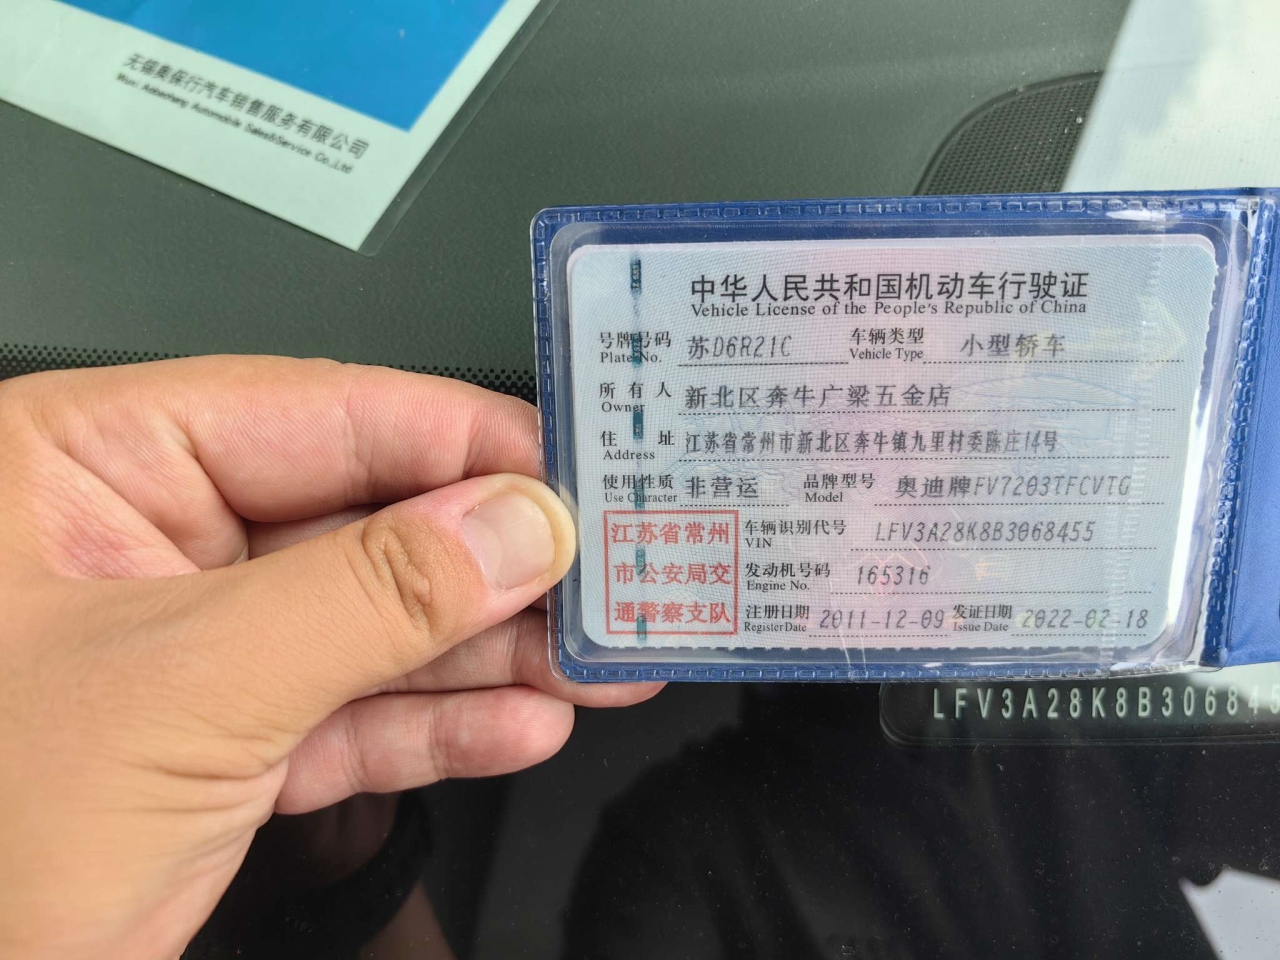 无锡奥保行汽车销售服务有限公司
Wuxi Aobaohang Automobile Sales&Service Co.,Ltd
中华人民共和国机动车行驶证
Vehicle License of the People's Republic of China
号牌号码 苏D6R21C 车辆类型 小型轿车
Plate No. Vehicle Type
所有人 新北区奔牛广梁五金店
Owner
住址 江苏省常州市新北区奔牛镇九里村委陈庄14号
Address
使用性质 非营运 品牌型号 奥迪牌FV7203TFCVTG
Use Character Model
江苏省常州
市公安局交
通警察支队
车辆识别代号 LFV3A28K8B3068455
VIN
发动机号码 165316
Engine No.
注册日期 2011-12-09 发证日期 2022-02-18
Register Date Issue Date
LFV3A28K8B306845